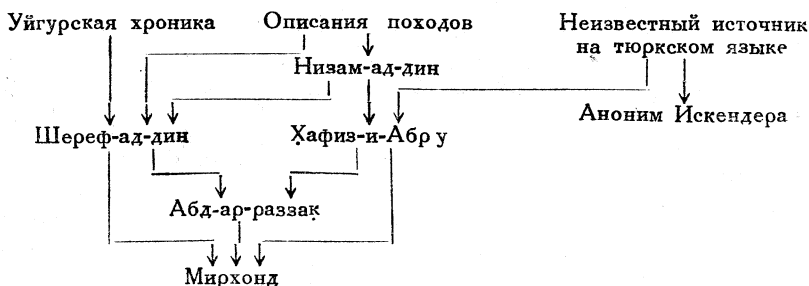 Уйгурская хроника
Описания походов
Неизвестный источник
на тюркском языке
Низам-ад-дин
Аноним Искендера
Шереф-ад-дин
Хафиз-и-Абру
Абд-ар-раззак
Мирхонд